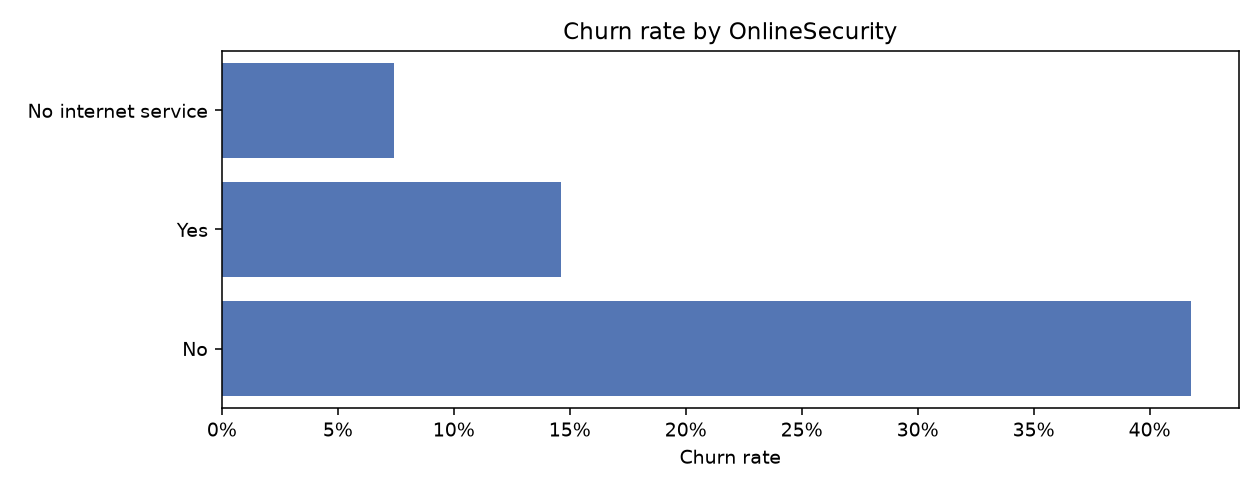 Churn rate by OnlineSecurity
No internet service
Yes
No
0% 5% 10% 15% 20% 25% 30% 35% 40%
Churn rate